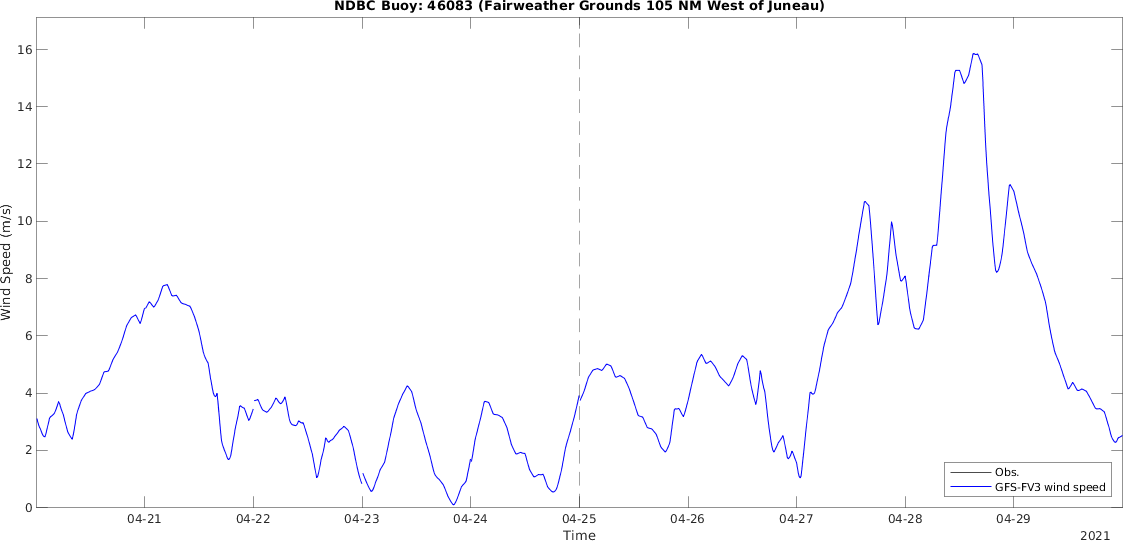 NDBC Buoy: 46083 (Fairweather Grounds 105 NM West of Juneau)
Wind Speed (m/s)
16
14
12
10
8
6
4
2
0
Obs.
GFS-FV3 wind speed
04-21 04-22 04-23 04-24 04-25 04-26 04-27 04-28 04-29
Time
2021